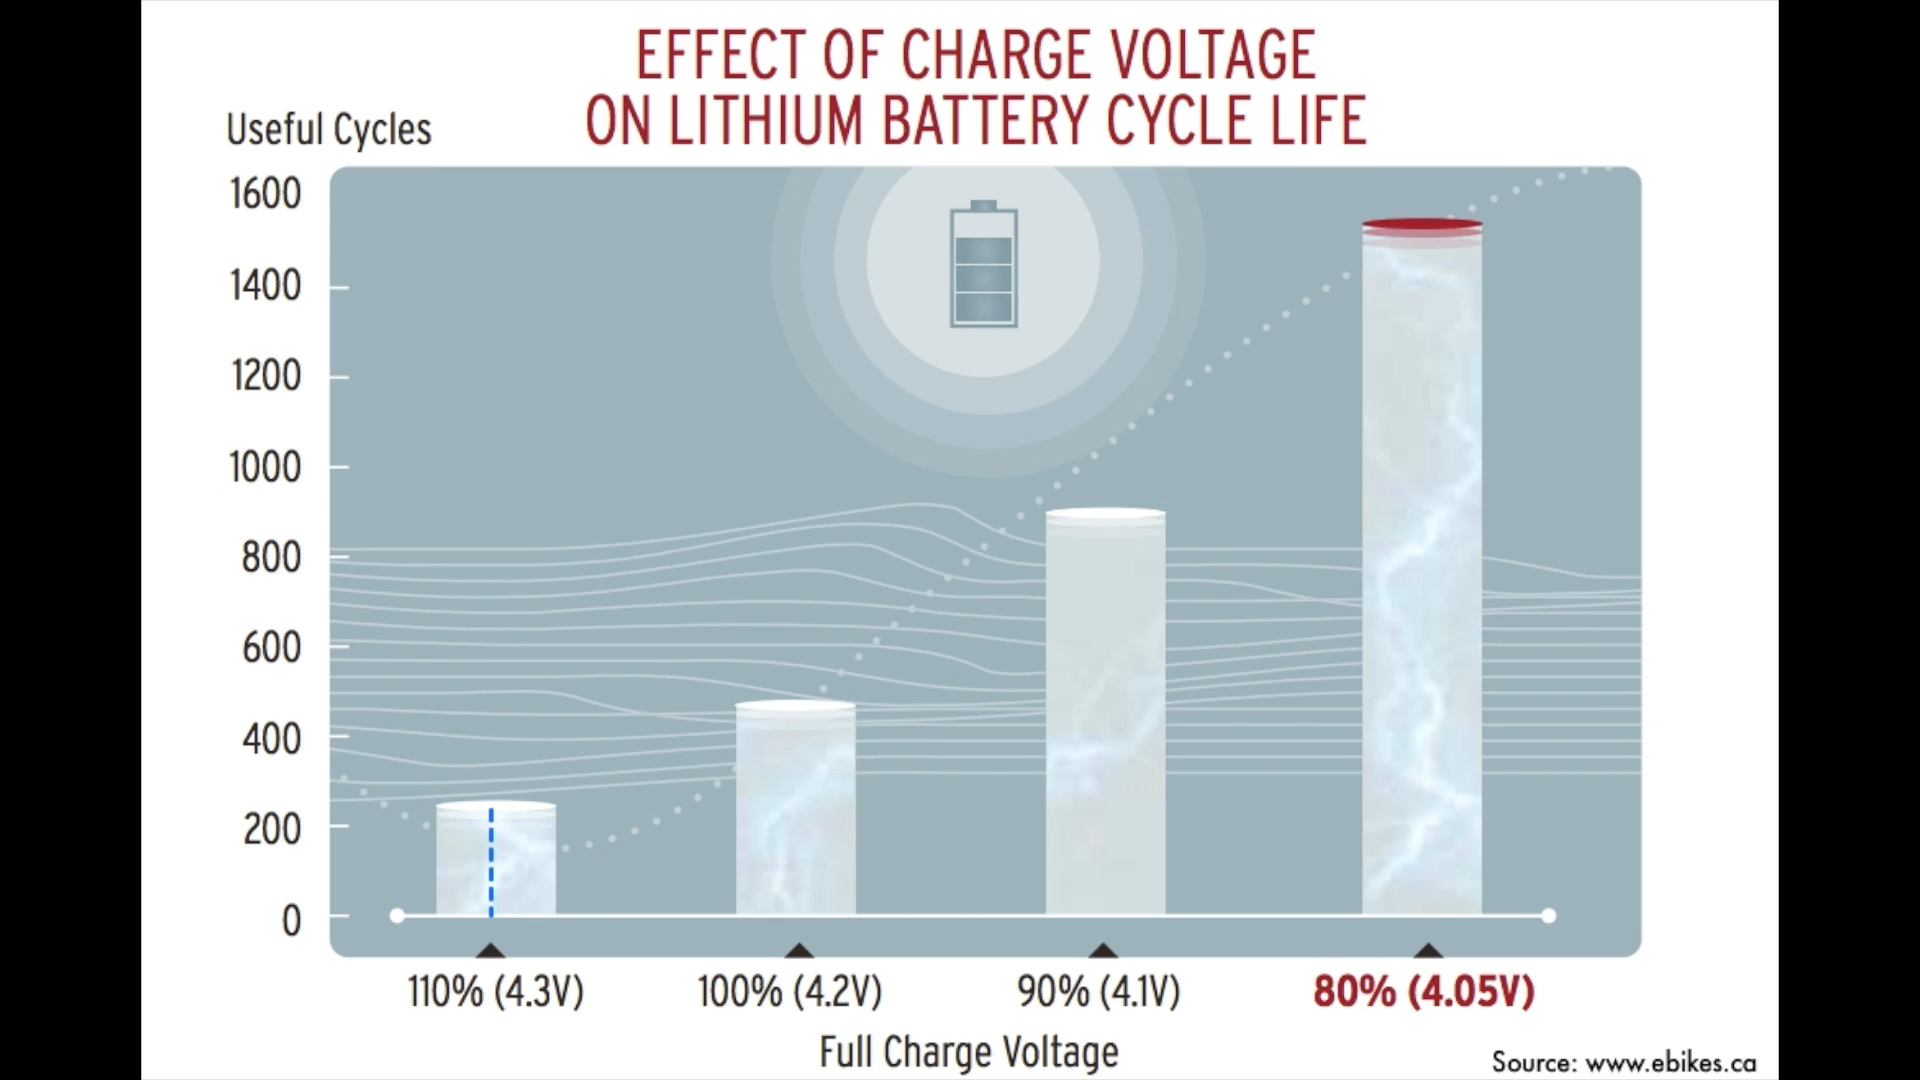 EFFECT OF CHARGE VOLTAGE
ON LITHIUM BATTERY CYCLE LIFE
Useful Cycles
1600
1400
1200
1000
800
600
400
200
0
110% (4.3V) 100% (4.2V) 90% (4.1V) 80% (4.05V)
Full Charge Voltage
Source: www.ebikes.ca